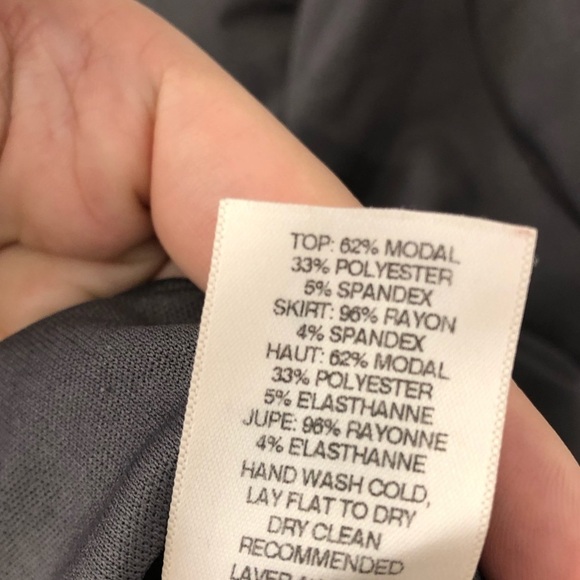 TOP: 62% MODAL
33% POLYESTER
5% SPANDEX
SKIRT: 96% RAYON
4% SPANDEX
HAUT: 62% MODAL
33% POLYESTER
5% ELASTHANNE
JUPE: 96% RAYONNE
4% ELASTHANNE
HAND WASH COLD,
LAY FLAT TO DRY
DRY CLEAN
RECOMMENDED
LAVER